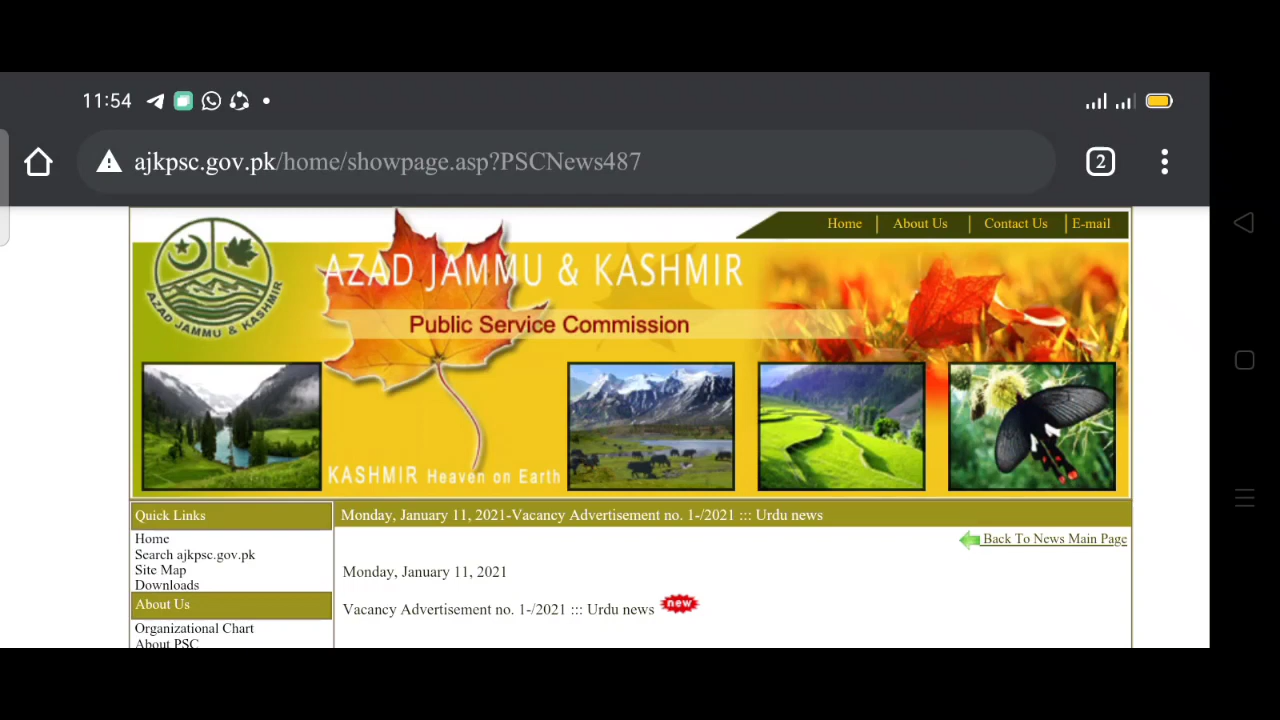 11:54
ajkpsc.gov.pk/home/showpage.asp?PSCNews487
2
Home | About Us | Contact Us | E-mail
AZAD JAMMU & KASHMIR
AZAD JAMMU & KASHMIR
Public Service Commission
KASHMIR Heaven on Earth
Quick Links
Monday, January 11, 2021-Vacancy Advertisement no. 1-/2021 ::: Urdu news
Home
Back To News Main Page
Search ajkpsc.gov.pk
Site Map
Monday, January 11, 2021
Downloads
About Us
Vacancy Advertisement no. 1-/2021 ::: Urdu news new
Organizational Chart
About PSC